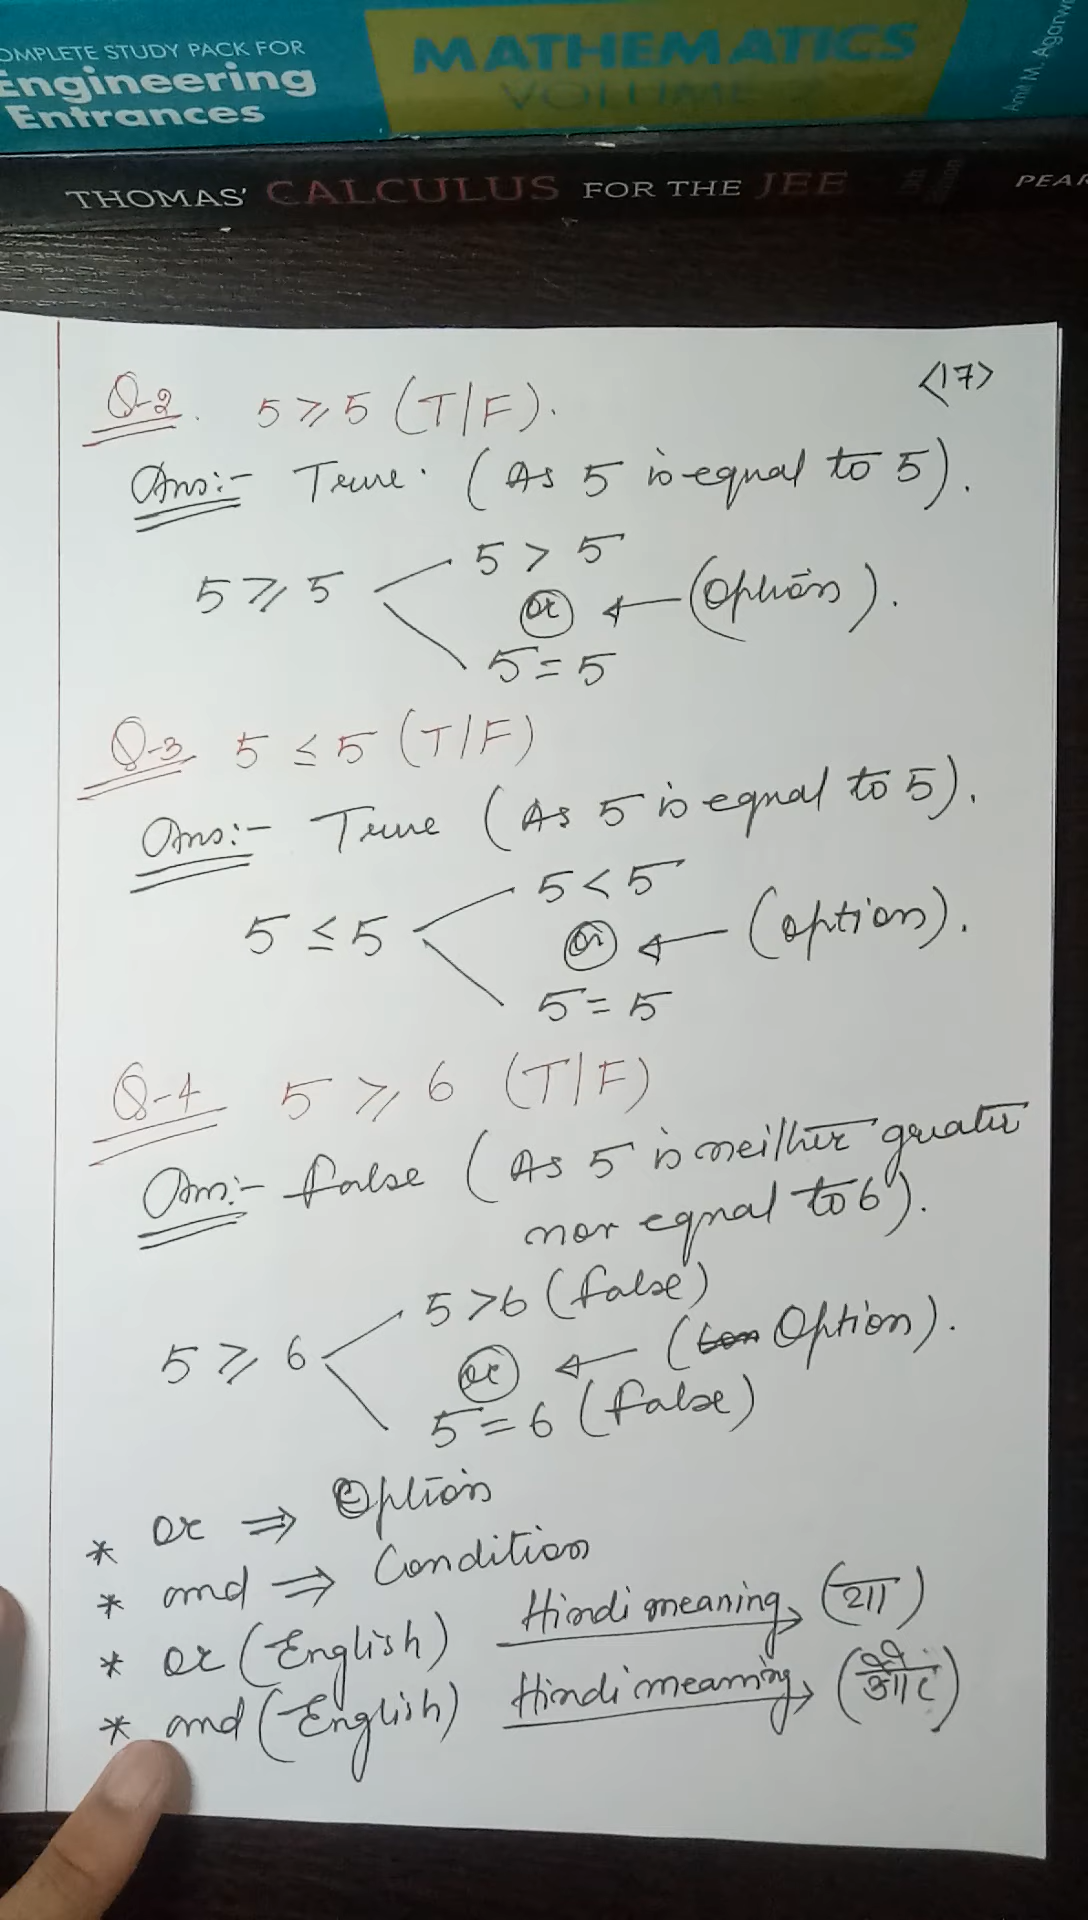 COMPLETE STUDY PACK FOR
Engineering
Entrances
MATHEMATICS
VOLUME
Amit M. Agarwal
THOMAS' CALCULUS FOR THE JEE
<17>
Q-2. 5 ⩾ 5 (T/F).
Ans:- True. (As 5 is equal to 5).
5 > 5
5 ⩾ 5 or ← (option).
5 = 5
Q-3 5 ≤ 5 (T/F)
Ans:- True (As 5 is equal to 5).
5 < 5
5 ≤ 5 or ← (option).
5 = 5
Q-4 5 ⩾ 6 (T/F)
Ans:- false (As 5 is neither greater
nor equal to 6).
5 > 6 (false)
5 ⩾ 6 or ← (Option).
5 = 6 (false)
* or ⇒ Option
* and ⇒ Condition
* or (English) Hindi meaning → (या)
* and (English) Hindi meaning → (और)